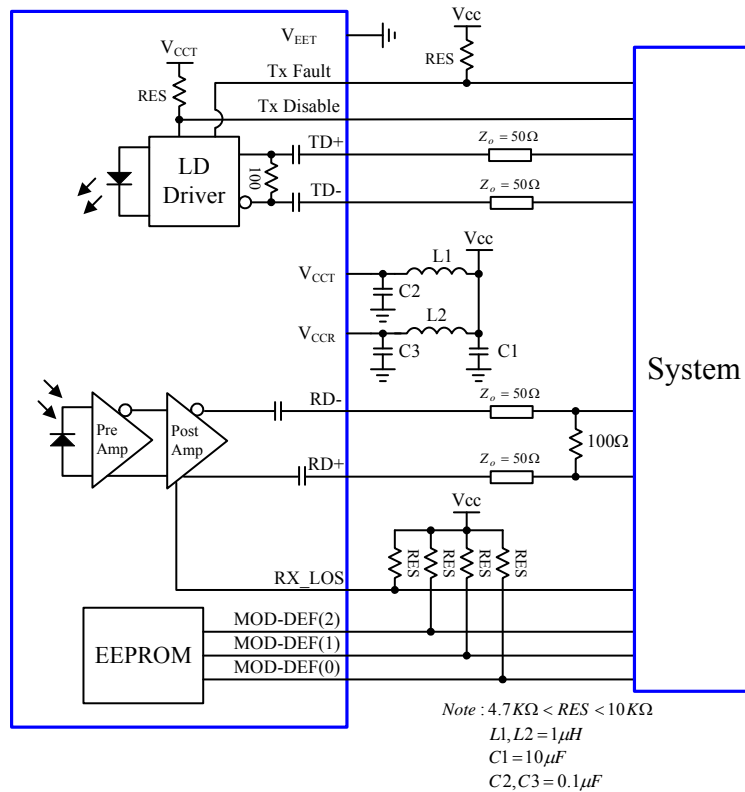 V_EET
Vcc
V_CCT
RES
Tx Fault
RES
Tx Disable
LD
Driver
100
TD+
Z_o = 50Ω
TD-
Z_o = 50Ω
Vcc
V_CCT
L1
C2
V_CCR
L2
C3
C1
System
Pre
Amp
Post
Amp
RD-
Z_o = 50Ω
100Ω
RD+
Z_o = 50Ω
Vcc
RES
RES
RES
RES
RX_LOS
EEPROM
MOD-DEF(2)
MOD-DEF(1)
MOD-DEF(0)
Note : 4.7KΩ < RES < 10KΩ
L1, L2 = 1μH
C1 = 10μF
C2, C3 = 0.1μF